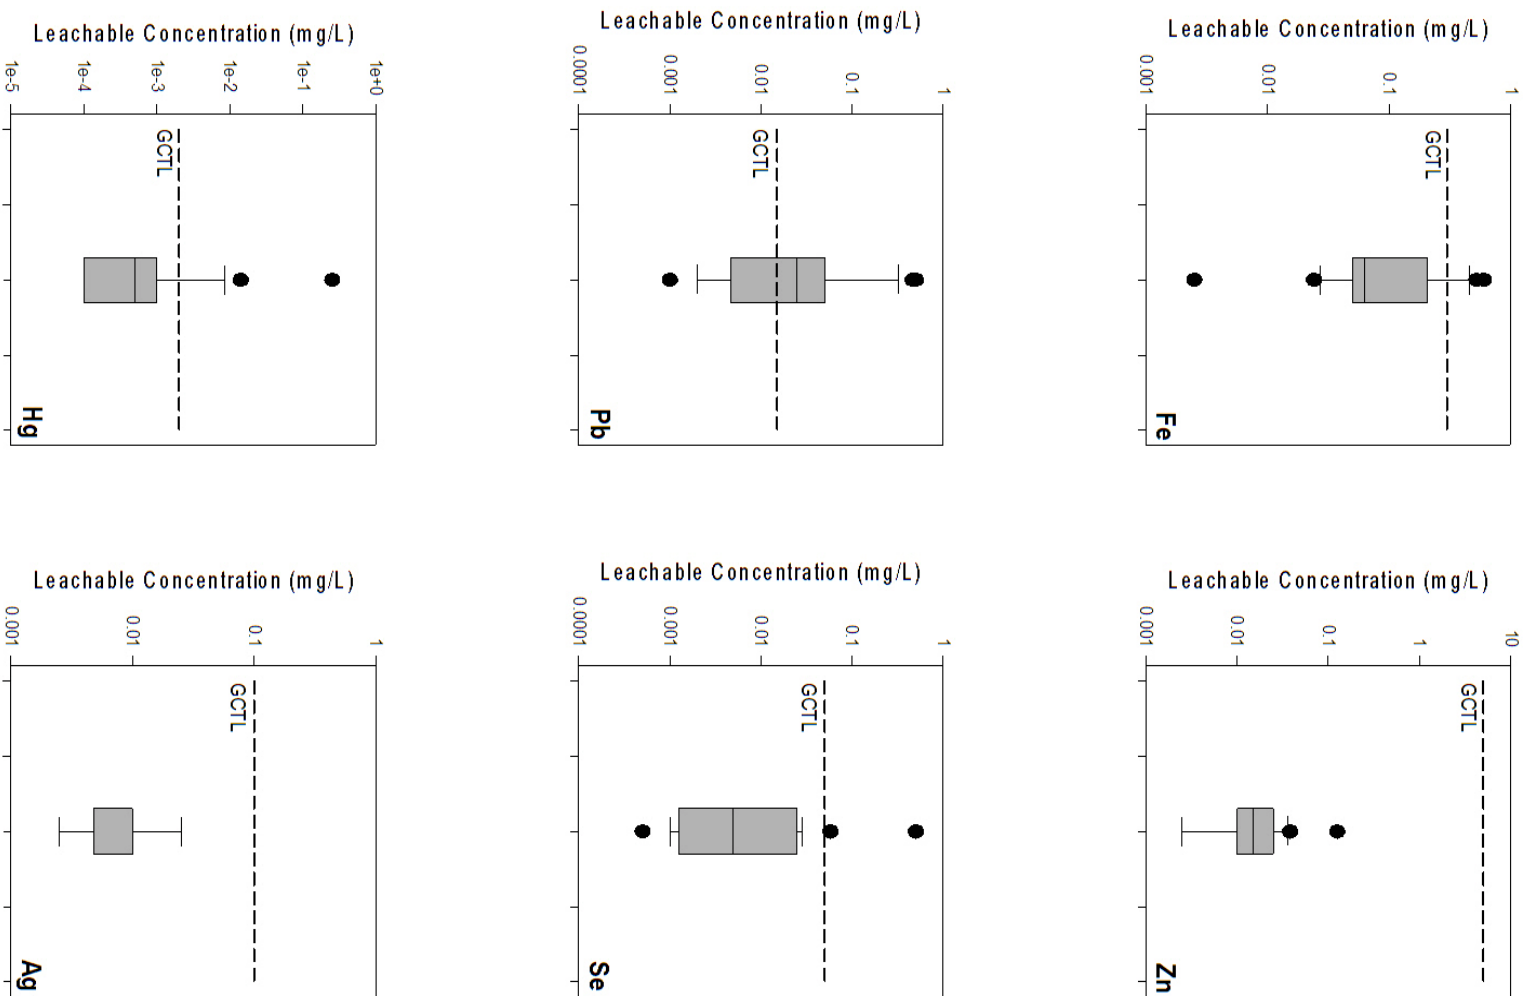 Leachable Concentration (mg/L)
1e-5
1e-4
1e-3
1e-2
1e-1
1e+0
GCTL
Hg
Leachable Concentration (mg/L)
0.0001
0.001
0.01
0.1
1
GCTL
Pb
Leachable Concentration (mg/L)
0.001
0.01
0.1
1
GCTL
Fe
Leachable Concentration (mg/L)
0.001
0.01
0.1
1
GCTL
Ag
Leachable Concentration (mg/L)
0.0001
0.001
0.01
0.1
1
GCTL
Se
Leachable Concentration (mg/L)
0.001
0.01
0.1
1
10
GCTL
Zn